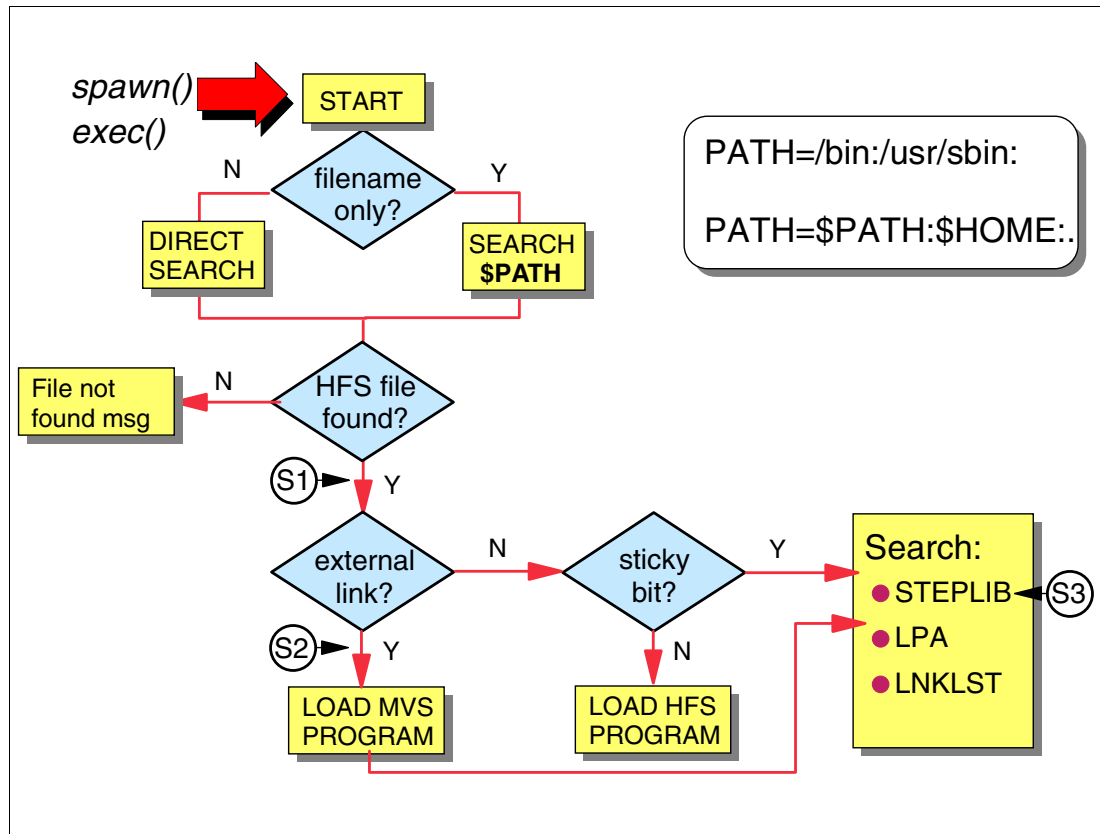 spawn()
exec()
START
PATH=/bin:/usr/sbin:
PATH=$PATH:$HOME:.
N
Y
filename
only?
DIRECT
SEARCH
SEARCH
$PATH
File not
found msg
N
HFS file
found?
S1
Y
external
link?
N
sticky
bit?
Y
Search:
STEPLIB
S3
LPA
LNKLST
S2
Y
N
LOAD MVS
PROGRAM
LOAD HFS
PROGRAM